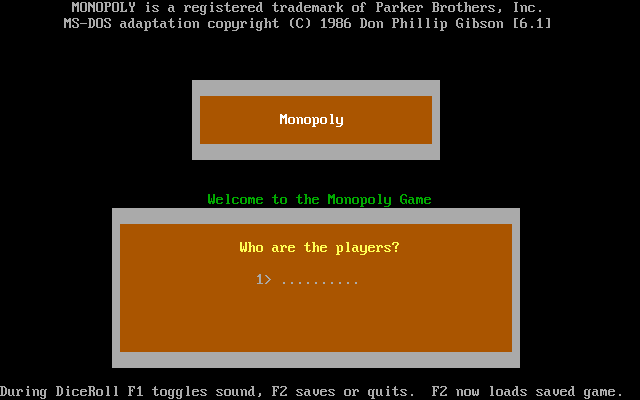 MONOPOLY is a registered trademark of Parker Brothers, Inc.
MS-DOS adaptation copyright (C) 1986 Don Phillip Gibson [6.1]
Monopoly
Welcome to the Monopoly Game
Who are the players?
1> ..........
During DiceRoll F1 toggles sound, F2 saves or quits.  F2 now loads saved game.